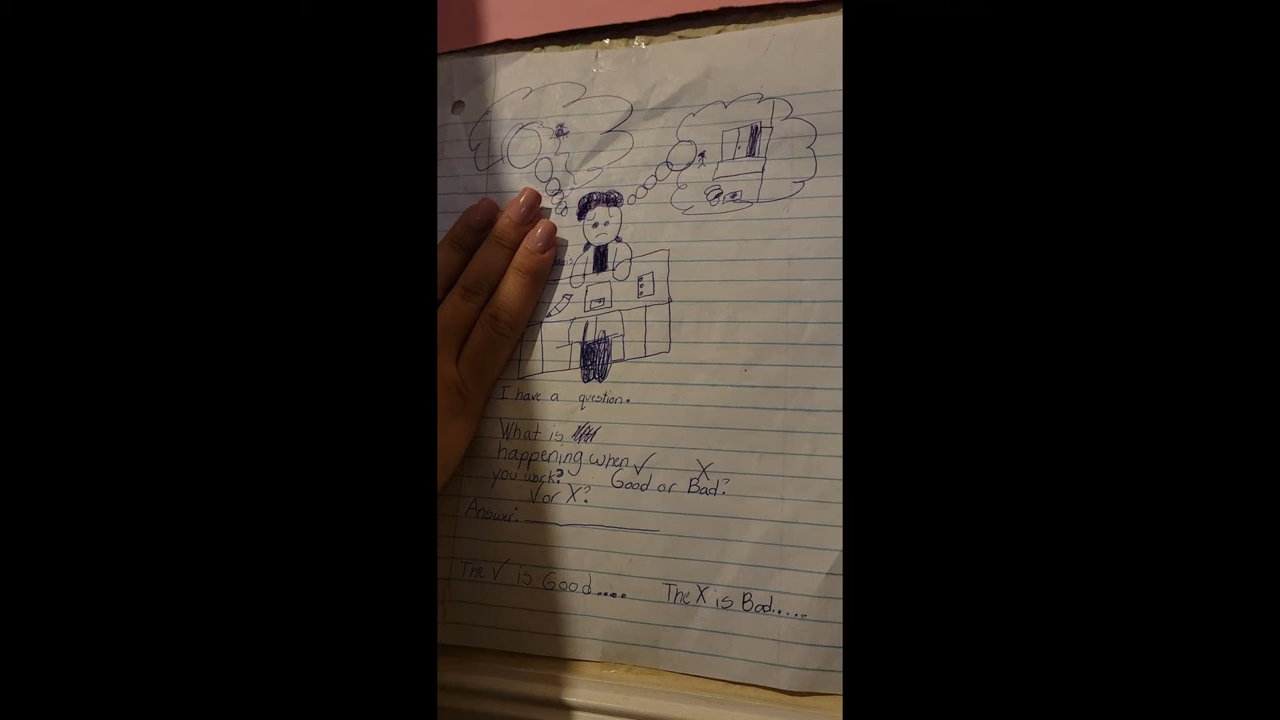 I have a question.
What is
happening when ✓ X
you work? Good or Bad?
✓or X?
Answer: ____________
The ✓ is Good..... The X is Bad.....